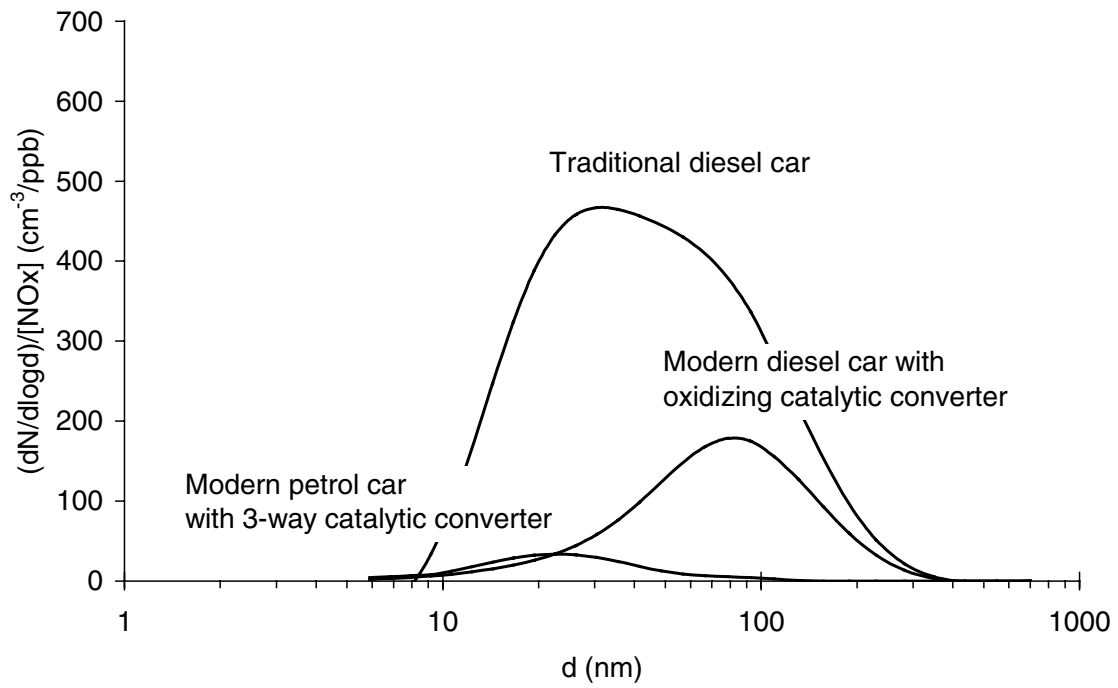 700
600
500
400
300
200
100
0
(dN/dlogd)/[NOx] (cm⁻³/ppb)
Traditional diesel car
Modern diesel car with
oxidizing catalytic converter
Modern petrol car
with 3-way catalytic converter
1 10 100 1000
d (nm)